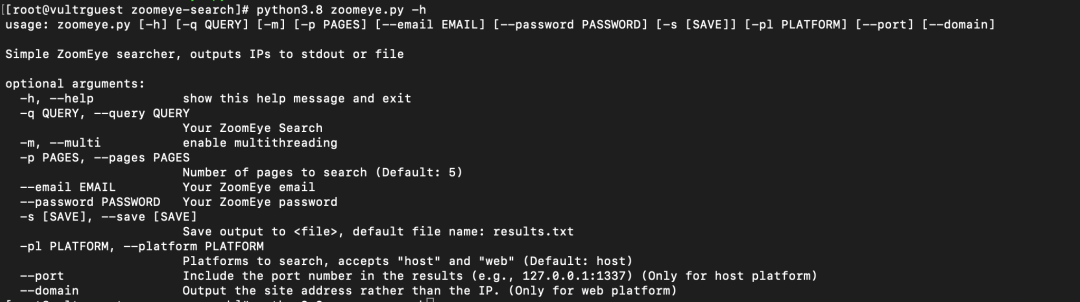 [[root@vultrguest zoomeye-search]# python3.8 zoomeye.py -h
usage: zoomeye.py [-h] [-q QUERY] [-m] [-p PAGES] [--email EMAIL] [--password PASSWORD] [-s [SAVE]] [-pl PLATFORM] [--port] [--domain]
Simple ZoomEye searcher, outputs IPs to stdout or file
optional arguments:
-h, --help show this help message and exit
-q QUERY, --query QUERY
Your ZoomEye Search
-m, --multi enable multithreading
-p PAGES, --pages PAGES
Number of pages to search (Default: 5)
--email EMAIL Your ZoomEye email
--password PASSWORD Your ZoomEye password
-s [SAVE], --save [SAVE]
Save output to <file>, default file name: results.txt
-pl PLATFORM, --platform PLATFORM
Platforms to search, accepts "host" and "web" (Default: host)
--port Include the port number in the results (e.g., 127.0.0.1:1337) (Only for host platform)
--domain Output the site address rather than the IP. (Only for web platform)